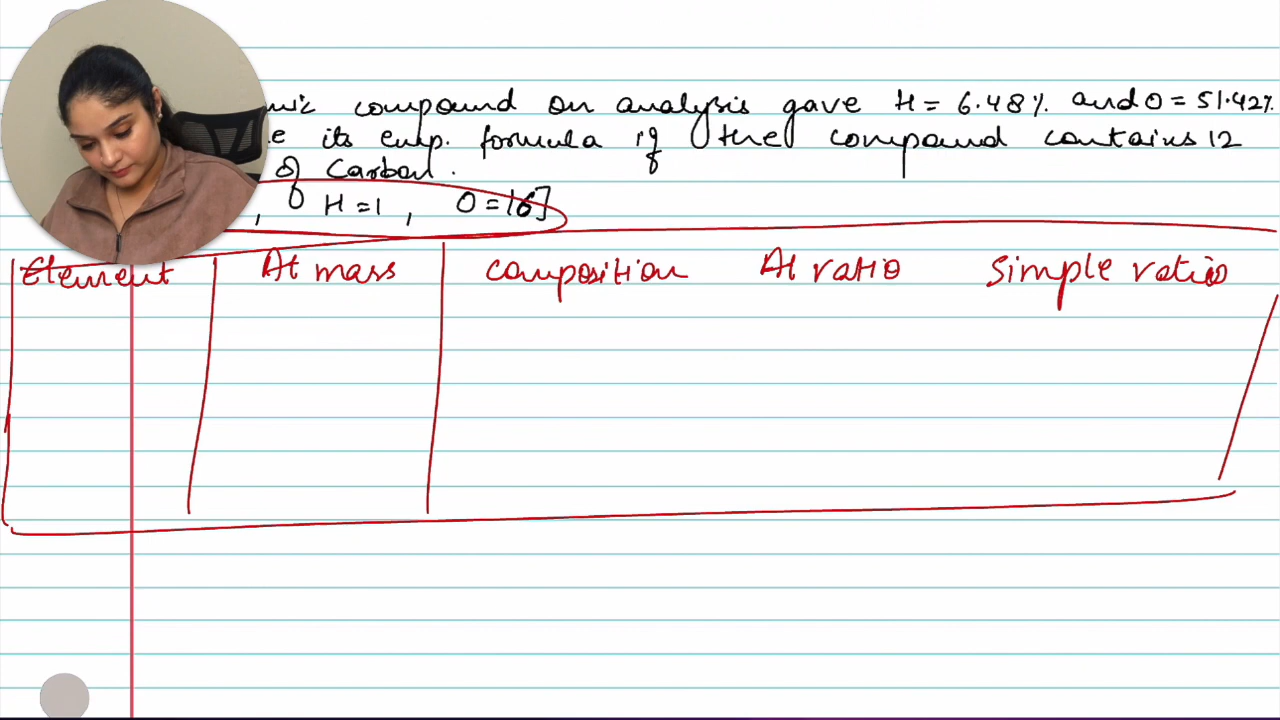 compound on analysis gave H = 6.48%. and O = 51.42%.
its emp. formula if the compound contains 12
of Carbon.
, H = 1, O = 16]
Element At mass composition At ratio Simple ratio